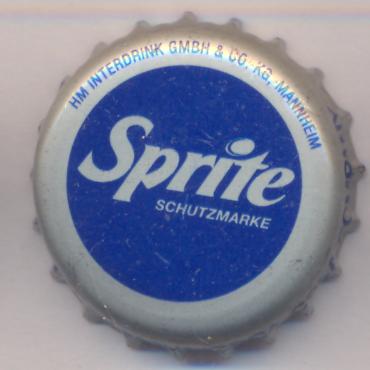 HM INTERDRINK GMBH & CO. KG, MANNHEIM
Sprite
SCHUTZMARKE